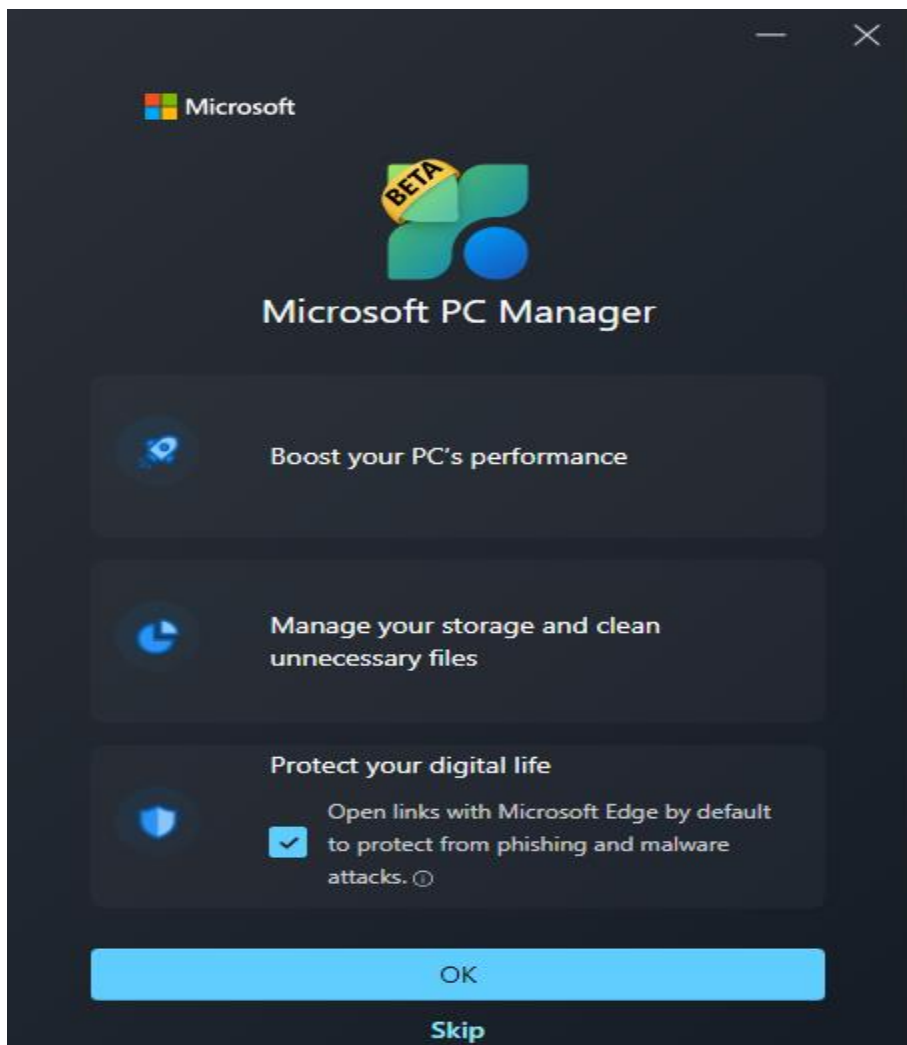 Microsoft
BETA
Microsoft PC Manager
Boost your PC's performance
Manage your storage and clean
unnecessary files
Protect your digital life
Open links with Microsoft Edge by default
to protect from phishing and malware
attacks.
OK
Skip